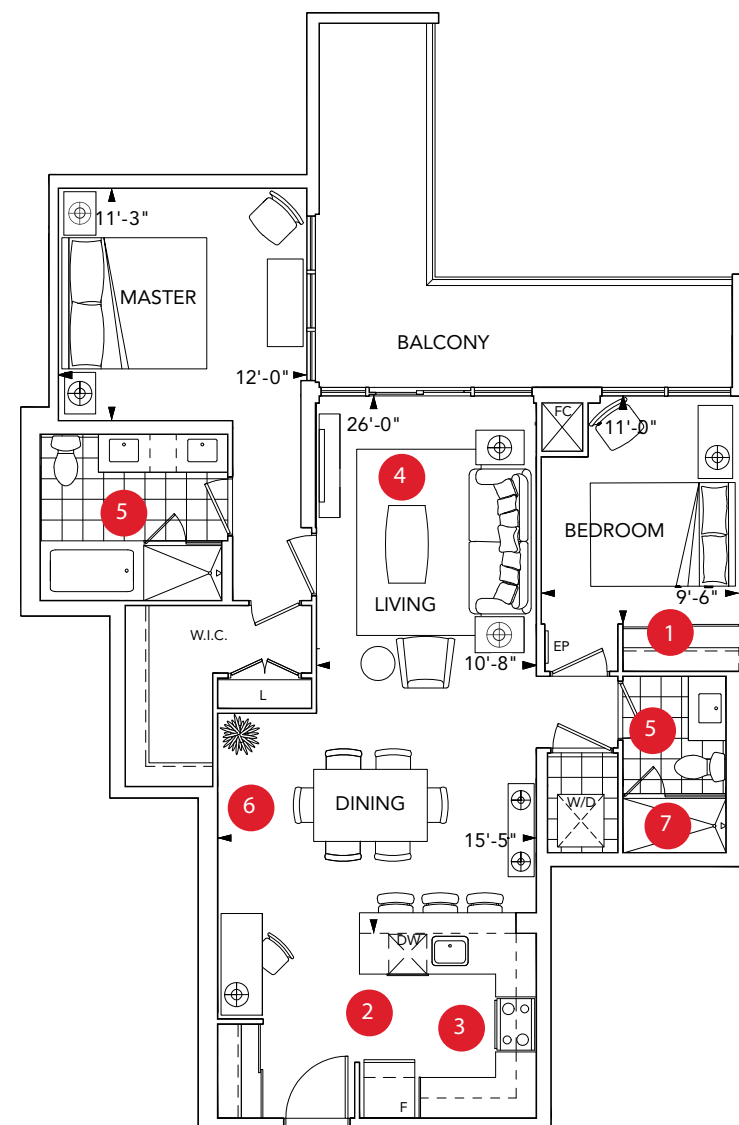 11'-3"
MASTER
12'-0"
BALCONY
26'-0"
FC
11'-0"
4
5
BEDROOM
9'-6"
LIVING
W.I.C.
1
EP
10'-8"
L
5
6
DINING
W/D
7
15'-5"
DW
2
3
F